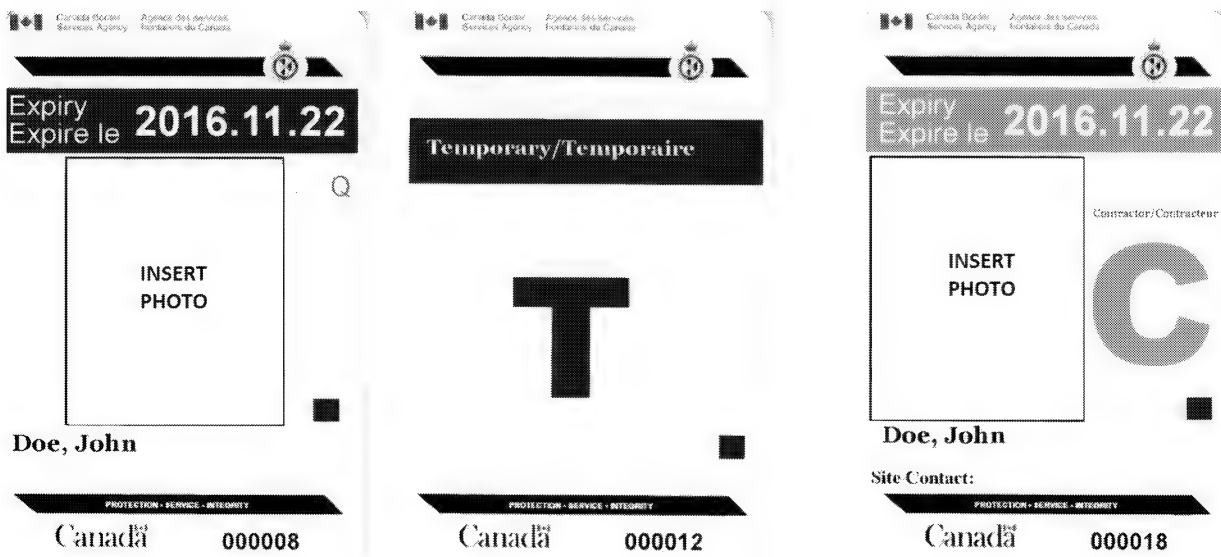 Canada Border Services Agency
Agence des services frontaliers du Canada
Expiry
Expire le 2016.11.22
Q
INSERT
PHOTO
Doe, John
PROTECTION • SERVICE • INTEGRITY
Canada
000008
Canada Border Services Agency
Agence des services frontaliers du Canada
Temporary/Temporaire
T
PROTECTION • SERVICE • INTEGRITY
Canada
000012
Canada Border Services Agency
Agence des services frontaliers du Canada
Expiry
Expire le 2016.11.22
Contractor/Contracteur
INSERT
PHOTO
C
Doe, John
Site Contact:
PROTECTION • SERVICE • INTEGRITY
Canada
000018